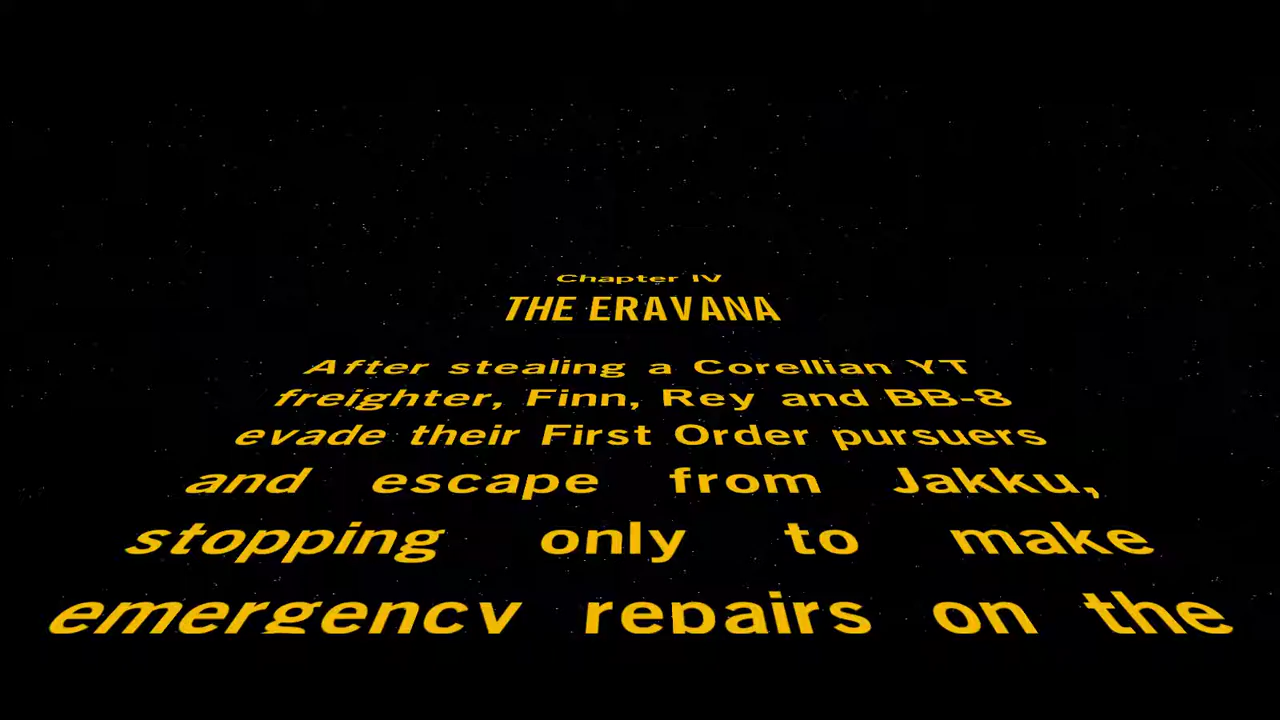 Chapter IV
THE ERAVANA
After stealing a Corellian YT
freighter, Finn, Rey and BB-8
evade their First Order pursuers
and escape from Jakku,
stopping only to make
emergency repairs on the